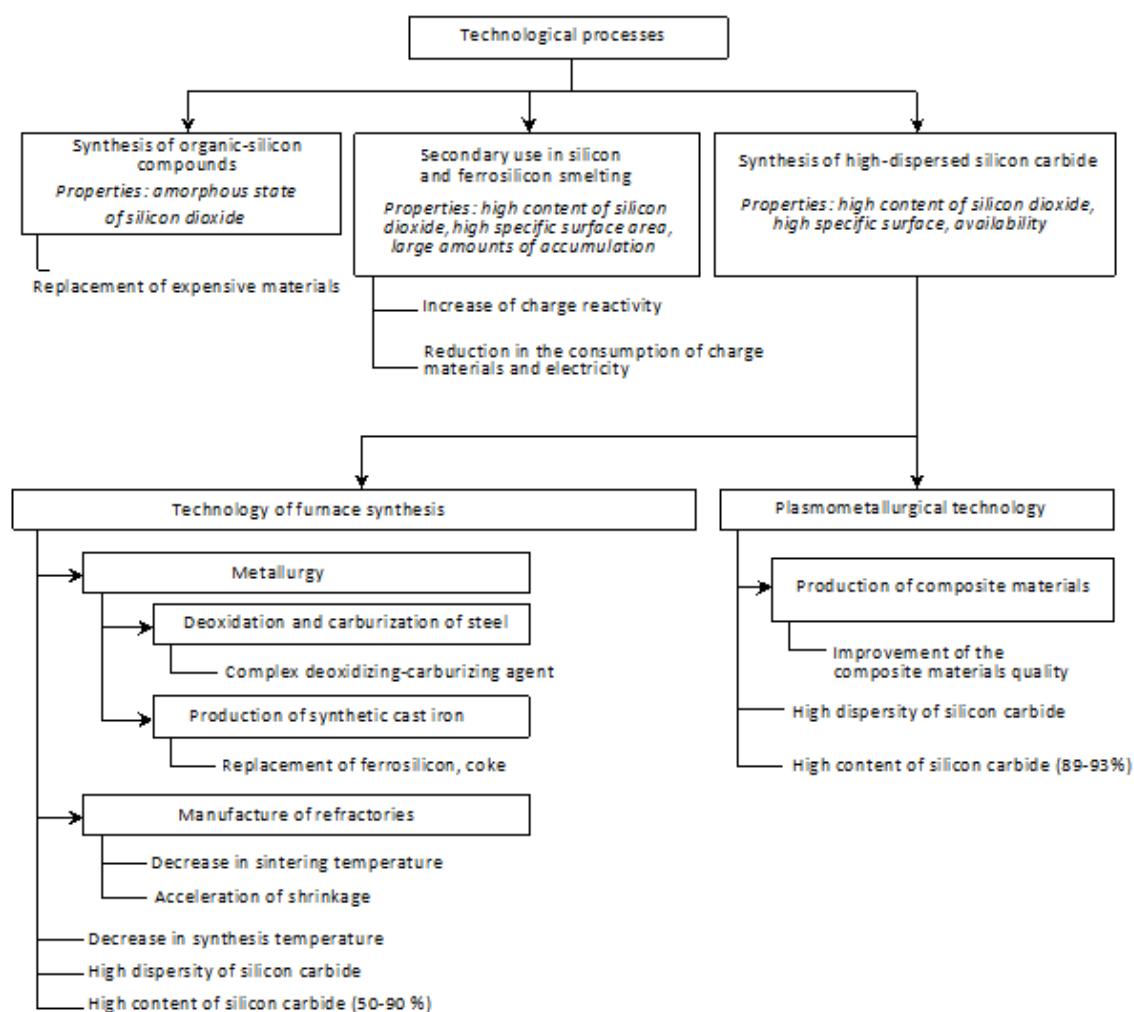 Technological processes
Synthesis of organic-silicon
compounds
Properties: amorphous state
of silicon dioxide
Replacement of expensive materials
Secondary use in silicon
and ferrosilicon smelting
Properties: high content of silicon
dioxide, high specific surface area,
large amounts of accumulation
Increase of charge reactivity
Reduction in the consumption of charge
materials and electricity
Synthesis of high-dispersed silicon carbide
Properties: high content of silicon dioxide,
high specific surface, availability
Technology of furnace synthesis
Metallurgy
Deoxidation and carburization of steel
Complex deoxidizing-carburizing agent
Production of synthetic cast iron
Replacement of ferrosilicon, coke
Manufacture of refractories
Decrease in sintering temperature
Acceleration of shrinkage
Decrease in synthesis temperature
High dispersity of silicon carbide
High content of silicon carbide (50-90 %)
Plasmometallurgical technology
Production of composite materials
Improvement of the
composite materials quality
High dispersity of silicon carbide
High content of silicon carbide (89-93%)